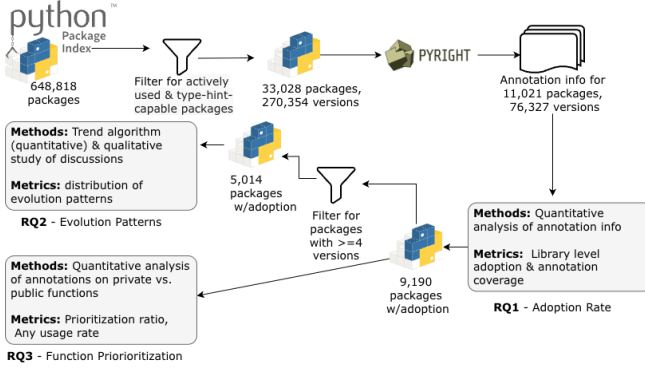 python™
Package
Index
648,818
packages
Filter for actively
used & type-hint-
capable packages
33,028 packages,
270,354 versions
PYRIGHT
Annotation info for
11,021 packages,
76,327 versions
Methods: Trend algorithm
(quantitative) & qualitative
study of discussions
Metrics: distribution of
evolution patterns
RQ2 - Evolution Patterns
5,014
packages
w/adoption
Filter for
packages
with >=4
versions
9,190
packages
w/adoption
Methods: Quantitative
analysis of annotation info
Metrics: Library level
adoption & annotation
coverage
RQ1 - Adoption Rate
Methods: Quantitative analysis
of annotations on private vs.
public functions
Metrics: Prioritization ratio,
Any usage rate
RQ3 - Function Priorioritization